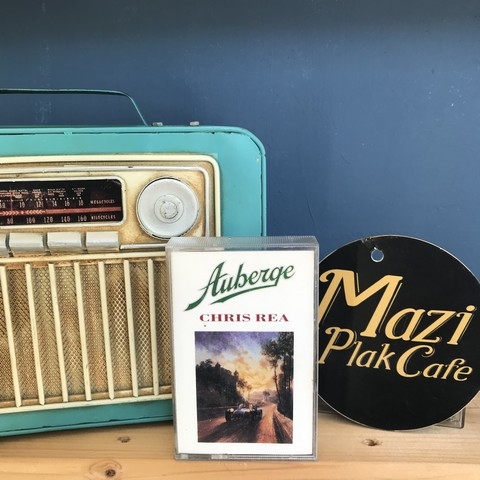 Auberge
CHRIS REA
Mazi
Plak Cafe